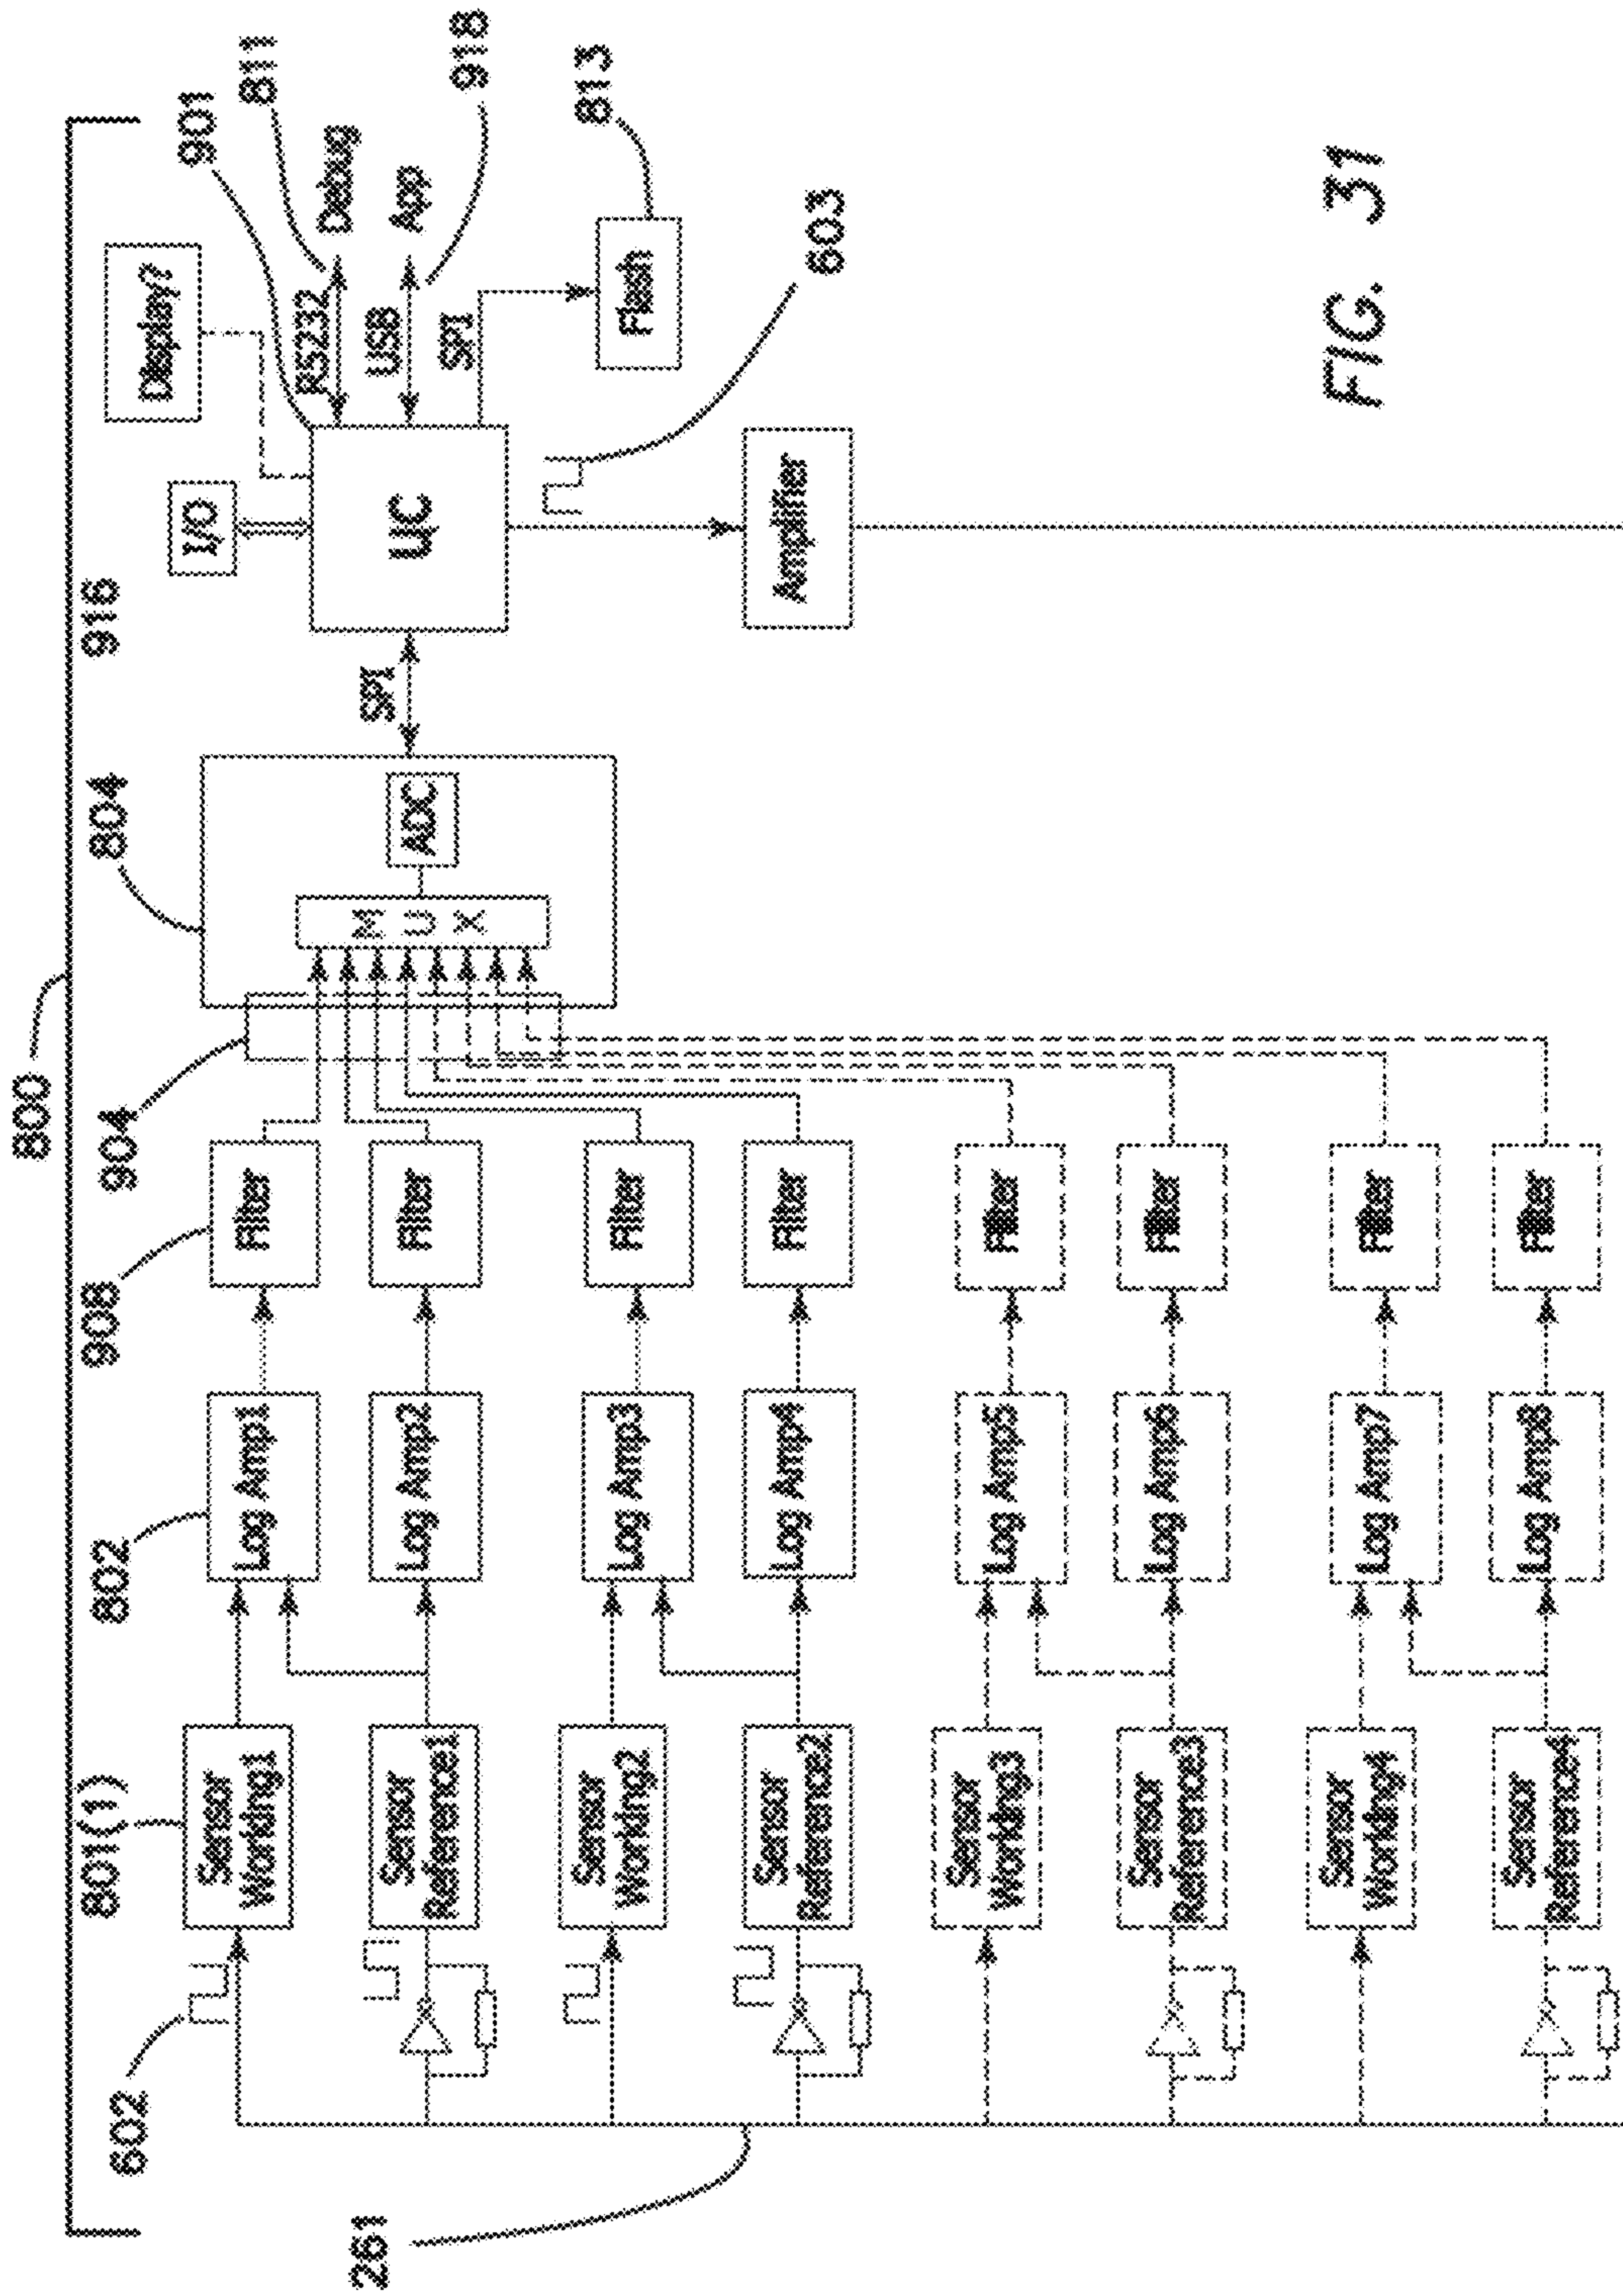 800
261
602
801(1)
802
908
904
804
916
901
811
918
813
603
Sensor
Working1
Log Amp1
Filter
Sensor
Reference1
Log Amp2
Filter
Sensor
Working2
Log Amp3
Filter
Sensor
Reference2
Log Amp4
Filter
Sensor
Working3
Log Amp5
Filter
Sensor
Reference3
Log Amp6
Filter
Sensor
Working4
Log Amp7
Filter
Sensor
Reference4
Log Amp8
Filter
M
U
X
ADC
SPI
I/O
Display?
µC
RS232
Debug
USB
App
SPI
Flash
Amplifier
FIG. 31